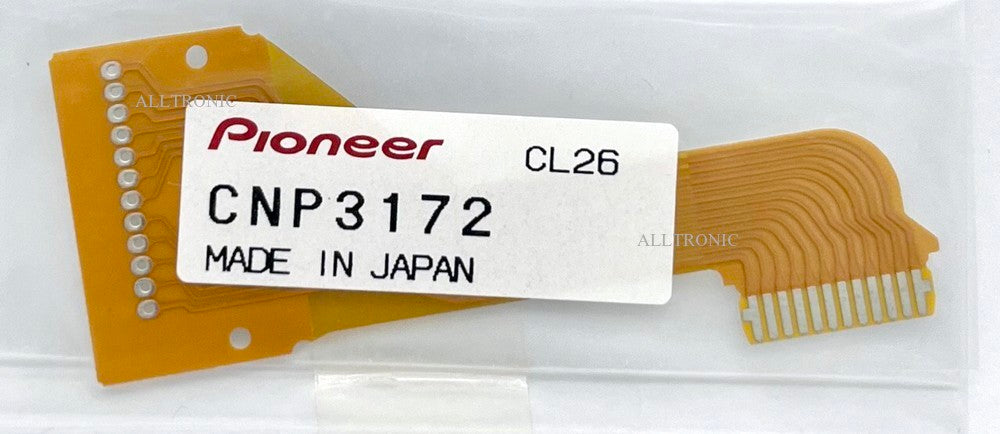 ALLTRONIC
Pioneer
CL26
CNP3172
MADE IN JAPAN
ALLTRONIC